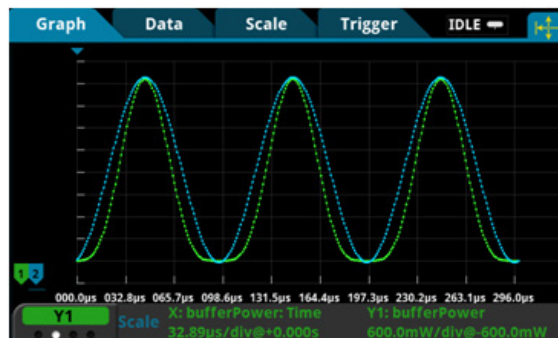 Graph Data Scale Trigger IDLE
1 2
000.0µs 032.8µs 065.7µs 098.6µs 131.5µs 164.4µs 197.3µs 230.2µs 263.1µs 296.0µs
Y1 Scale X: bufferPower: Time Y1: bufferPower
32.89µs/div@+0.000s 600.0mW/div@-600.0mW